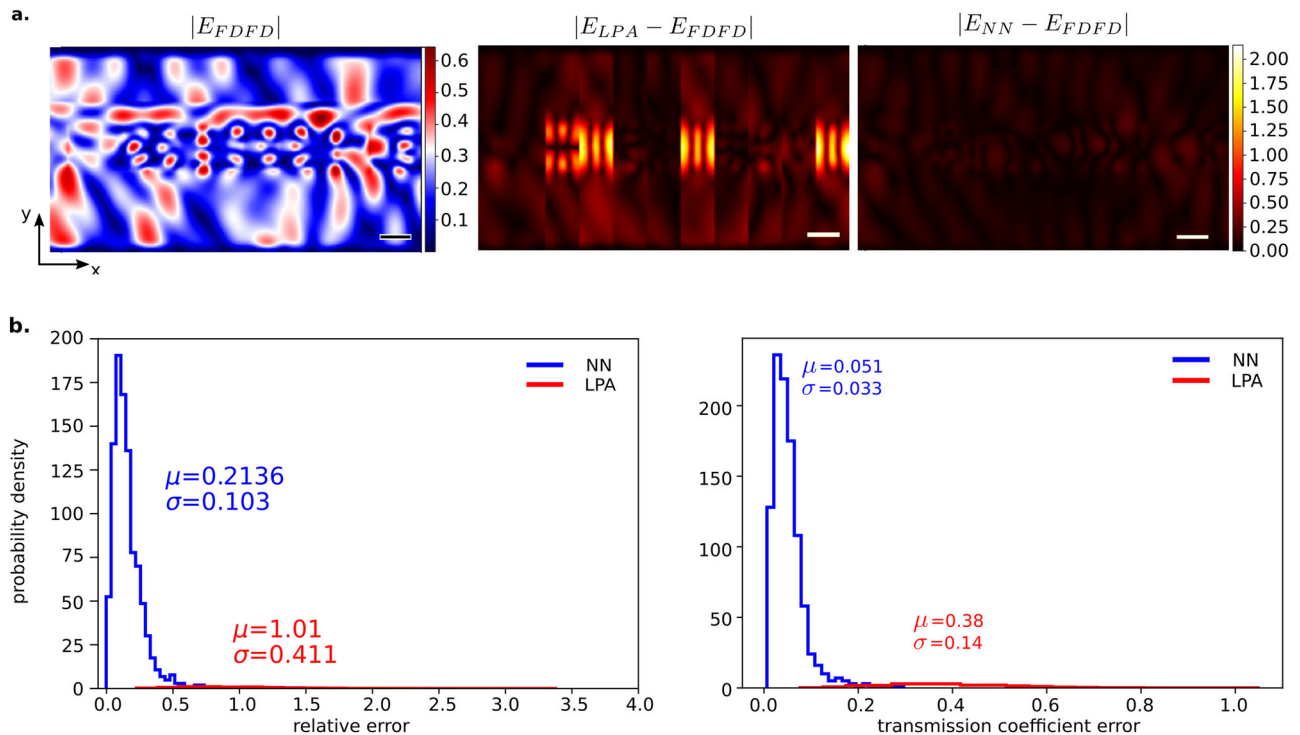 a.
|E_{FDFD}|
|E_{LPA} − E_{FDFD}|
|E_{NN} − E_{FDFD}|
0.6
0.5
0.4
0.3
0.2
0.1
2.00
1.75
1.50
1.25
1.00
0.75
0.50
0.25
0.00
y
x
b.
probability density
200
175
150
125
100
75
50
25
0
NN
LPA
μ=0.2136
σ=0.103
μ=1.01
σ=0.411
0.0 0.5 1.0 1.5 2.0 2.5 3.0 3.5 4.0
relative error
200
150
100
50
0
μ=0.051
σ=0.033
NN
LPA
μ=0.38
σ=0.14
0.0 0.2 0.4 0.6 0.8 1.0
transmission coefficient error